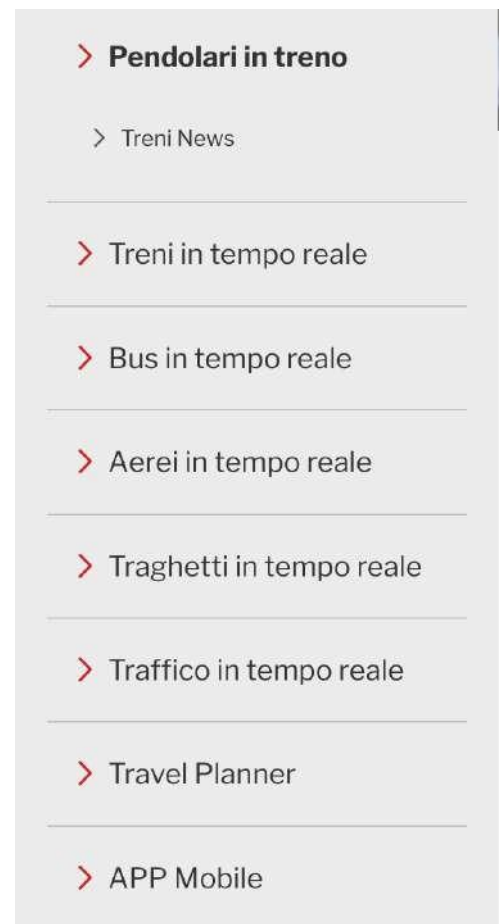 Pendolari in treno
Treni News
Treni in tempo reale
Bus in tempo reale
Aerei in tempo reale
Traghetti in tempo reale
Traffico in tempo reale
Travel Planner
APP Mobile